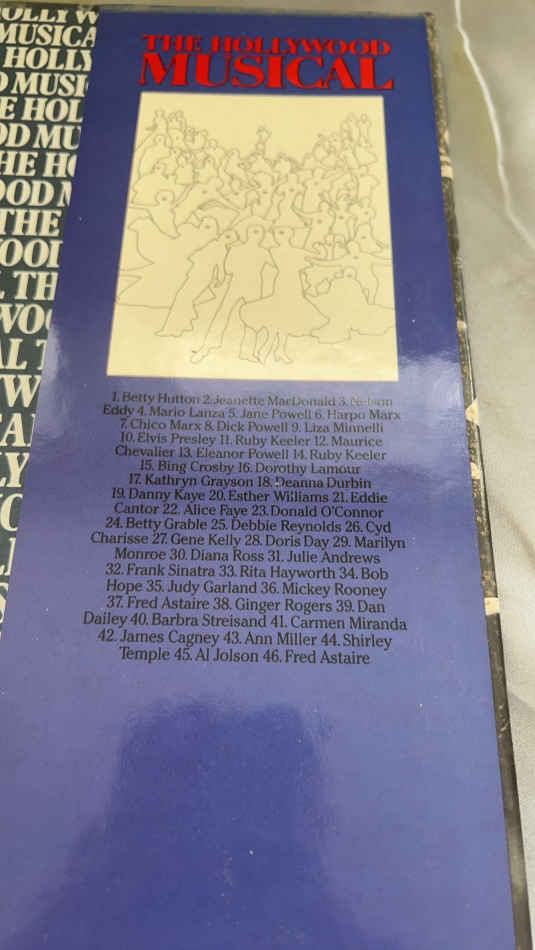 THE HOLLYWOOD
MUSICAL
1. Betty Hutton 2. Jeanette MacDonald 3. Nelson
Eddy 4. Mario Lanza 5. Jane Powell 6. Harpo Marx
7. Chico Marx 8. Dick Powell 9. Liza Minnelli
10. Elvis Presley 11. Ruby Keeler 12. Maurice
Chevalier 13. Eleanor Powell 14. Ruby Keeler
15. Bing Crosby 16. Dorothy Lamour
17. Kathryn Grayson 18. Deanna Durbin
19. Danny Kaye 20. Esther Williams 21. Eddie
Cantor 22. Alice Faye 23. Donald O'Connor
24. Betty Grable 25. Debbie Reynolds 26. Cyd
Charisse 27. Gene Kelly 28. Doris Day 29. Marilyn
Monroe 30. Diana Ross 31. Julie Andrews
32. Frank Sinatra 33. Rita Hayworth 34. Bob
Hope 35. Judy Garland 36. Mickey Rooney
37. Fred Astaire 38. Ginger Rogers 39. Dan
Dailey 40. Barbra Streisand 41. Carmen Miranda
42. James Cagney 43. Ann Miller 44. Shirley
Temple 45. Al Jolson 46. Fred Astaire